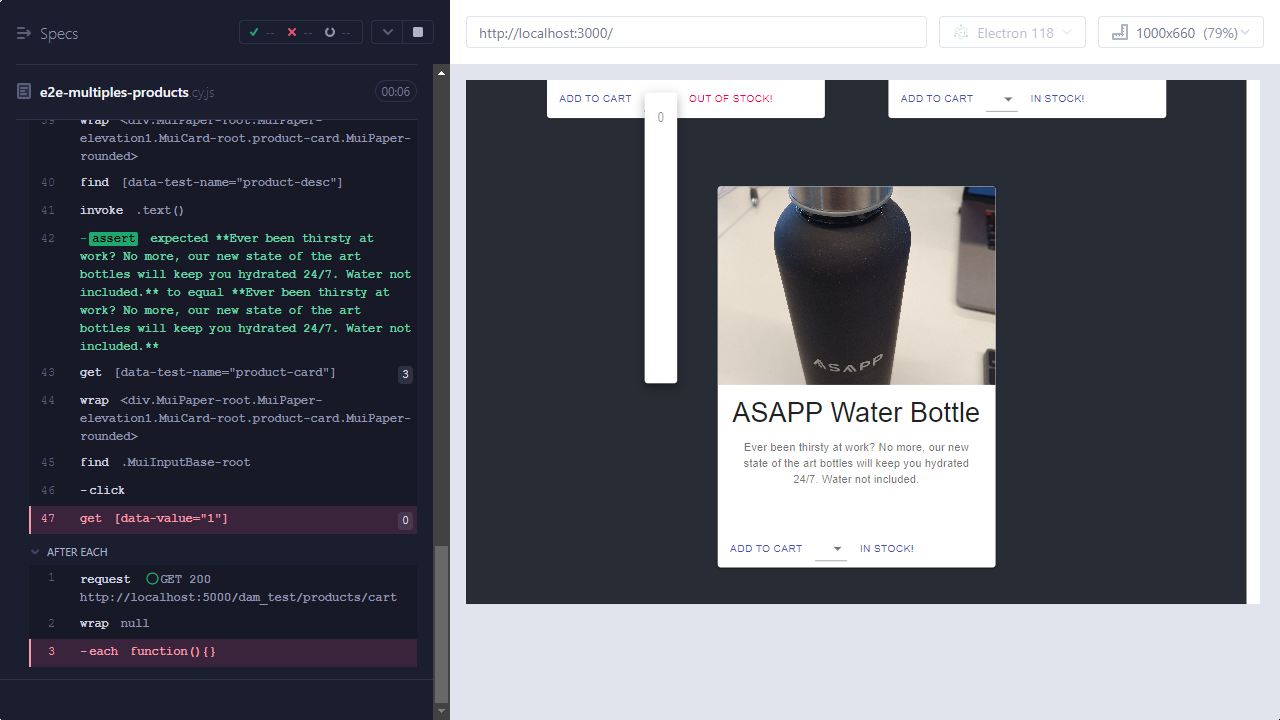 Specs
-- -- --
e2e-multiples-products.cy.js 00:06
39 wrap <div.MuiPaper-root.MuiPaper-
elevation1.MuiCard-root.product-card.MuiPaper-
rounded>
40 find [data-test-name="product-desc"]
41 invoke .text()
42 -assert expected **Ever been thirsty at
work? No more, our new state of the art
bottles will keep you hydrated 24/7. Water not
included.** to equal **Ever been thirsty at
work? No more, our new state of the art
bottles will keep you hydrated 24/7. Water not
included.**
43 get [data-test-name="product-card"] 3
44 wrap <div.MuiPaper-root.MuiPaper-
elevation1.MuiCard-root.product-card.MuiPaper-
rounded>
45 find .MuiInputBase-root
46 -click
47 get [data-value="1"] 0
AFTER EACH
1 request GET 200
http://localhost:5000/dam_test/products/cart
2 wrap null
3 -each function(){}
http://localhost:3000/
Electron 118
1000x660 (79%)
ADD TO CART OUT OF STOCK!
0
ADD TO CART IN STOCK!
ASAPP
ASAPP Water Bottle
Ever been thirsty at work? No more, our new
state of the art bottles will keep you hydrated
24/7. Water not included.
ADD TO CART IN STOCK!